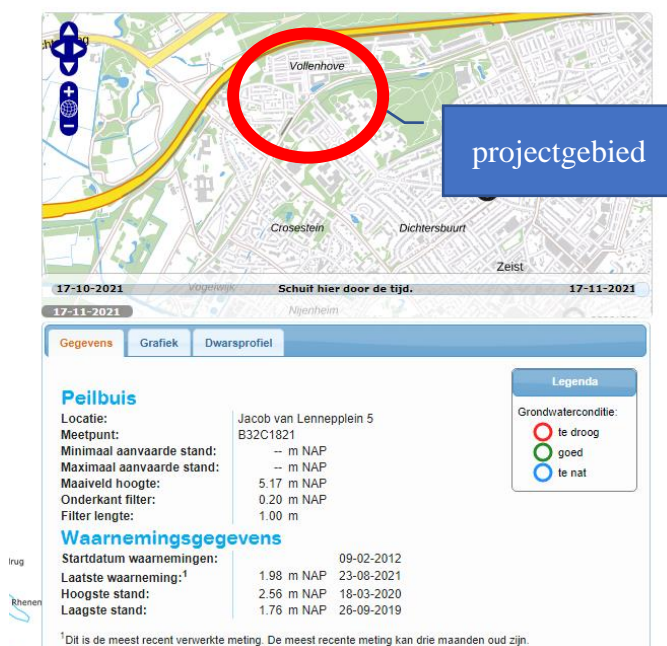 Vollenhove
projectgebied
Crosestein
Dichtersbuurt
Zeist
17-10-2021 Vogelwijk Schuif hier door de tijd. 17-11-2021
17-11-2021 Nijenheim
Gegevens Grafiek Dwarsprofiel
Peilbuis
Locatie: Jacob van Lennepplein 5
Meetpunt: B32C1821
Minimaal aanvaarde stand: -- m NAP
Maximaal aanvaarde stand: -- m NAP
Maaiveld hoogte: 5.17 m NAP
Onderkant filter: 0.20 m NAP
Filter lengte: 1.00 m
Legenda
Grondwaterconditie:
te droog
goed
te nat
Waarnemingsgegevens
Startdatum waarnemingen: 09-02-2012
Laatste waarneming:1 1.98 m NAP 23-08-2021
Hoogste stand: 2.56 m NAP 18-03-2020
Laagste stand: 1.76 m NAP 26-09-2019
rug
Rhenen
1Dit is de meest recent verwerkte meting. De meest recente meting kan drie maanden oud zijn.